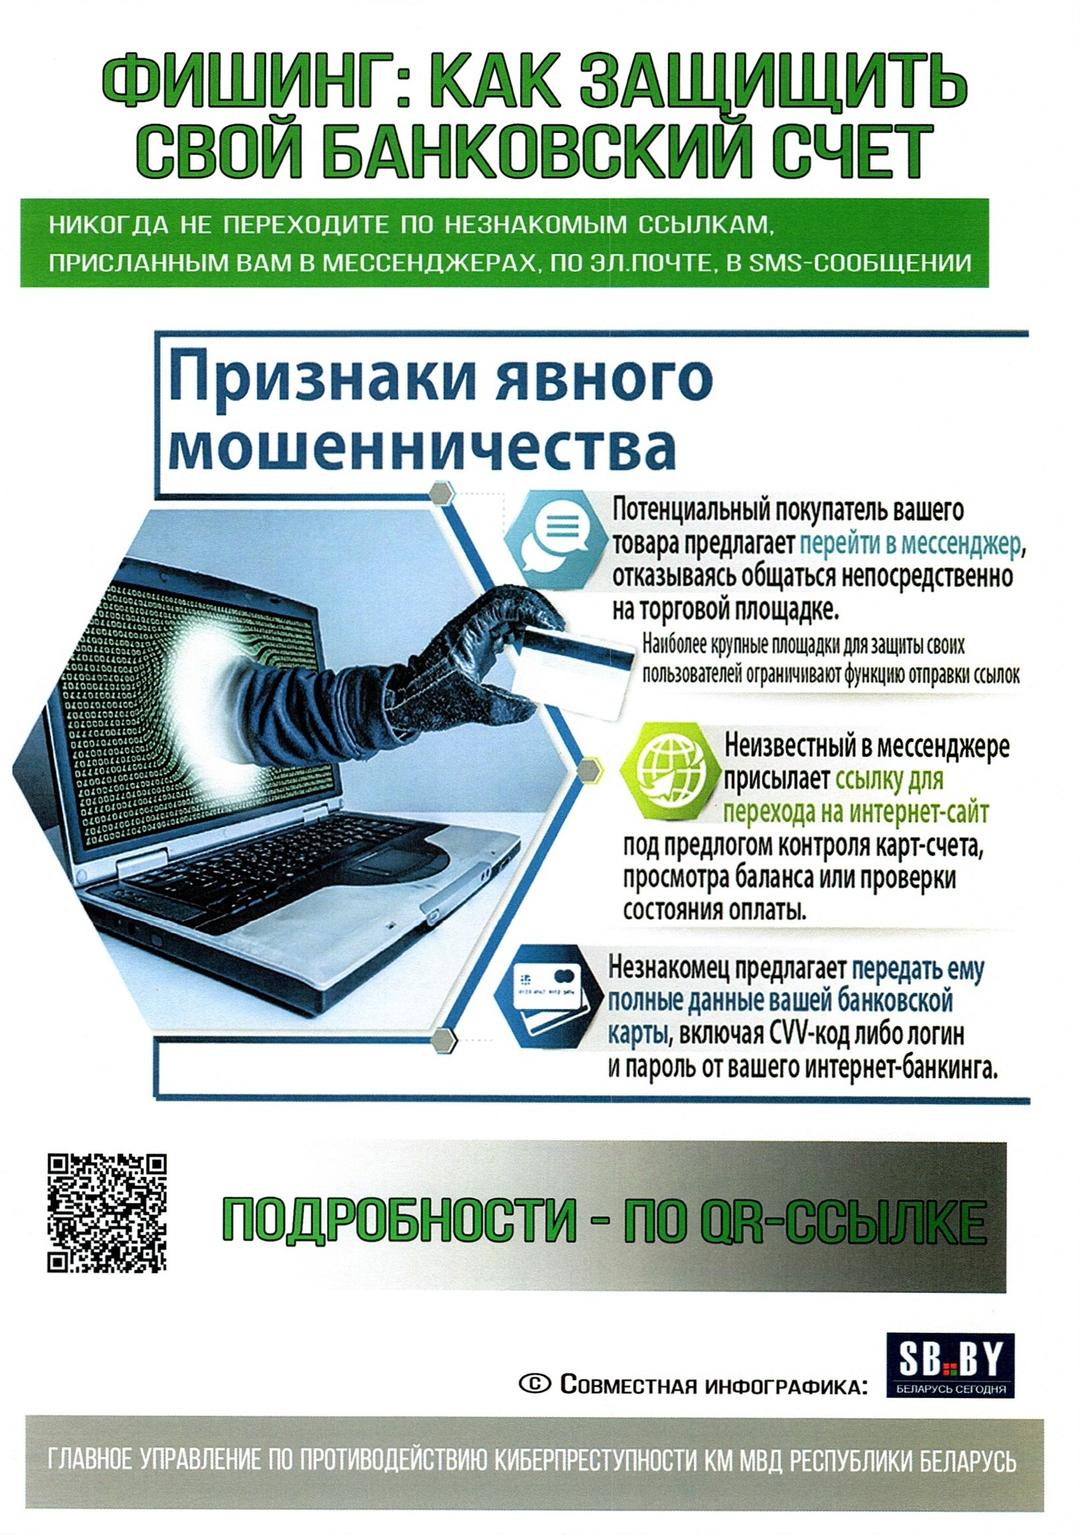 ФИШИНГ: КАК ЗАЩИТИТЬ
СВОЙ БАНКОВСКИЙ СЧЕТ
НИКОГДА НЕ ПЕРЕХОДИТЕ ПО НЕЗНАКОМЫМ ССЫЛКАМ,
ПРИСЛАННЫМ ВАМ В МЕССЕНДЖЕРАХ, ПО ЭЛ.ПОЧТЕ, В SMS-СООБЩЕНИИ
Признаки явного
мошенничества
Потенциальный покупатель вашего
товара предлагает перейти в мессенджер,
отказываясь общаться непосредственно
на торговой площадке.
Наиболее крупные площадки для защиты своих
пользователей ограничивают функцию отправки ссылок
Неизвестный в мессенджере
присылает ссылку для
перехода на интернет-сайт
под предлогом контроля карт-счета,
просмотра баланса или проверки
состояния оплаты.
Незнакомец предлагает передать ему
полные данные вашей банковской
карты, включая CVV-код либо логин
и пароль от вашего интернет-банкинга.
ПОДРОБНОСТИ - ПО QR-ССЫЛКЕ
© СОВМЕСТНАЯ ИНФОГРАФИКА:
SB.BY
БЕЛАРУСЬ СЕГОДНЯ
ГЛАВНОЕ УПРАВЛЕНИЕ ПО ПРОТИВОДЕЙСТВИЮ КИБЕРПРЕСТУПНОСТИ КМ МВД РЕСПУБЛИКИ БЕЛАРУСЬ